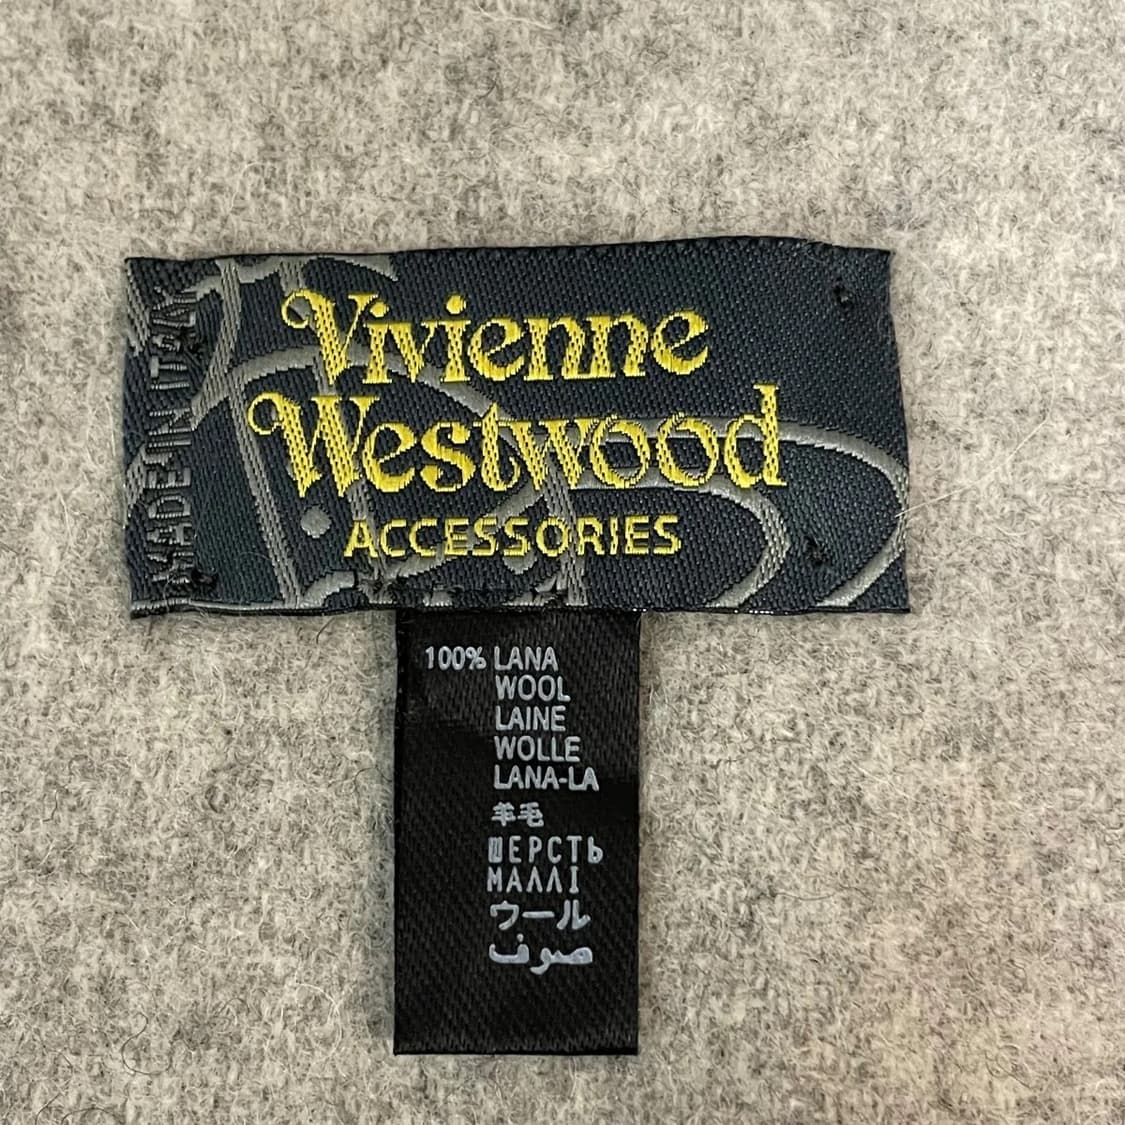 Vivienne
Westwood
ACCESSORIES
MADE IN ITALY
100% LANA
WOOL
LAINE
WOLLE
LANA-LA
羊毛
ШЕРСТЬ
ΜΑΛΛΙ
ウール
صوف